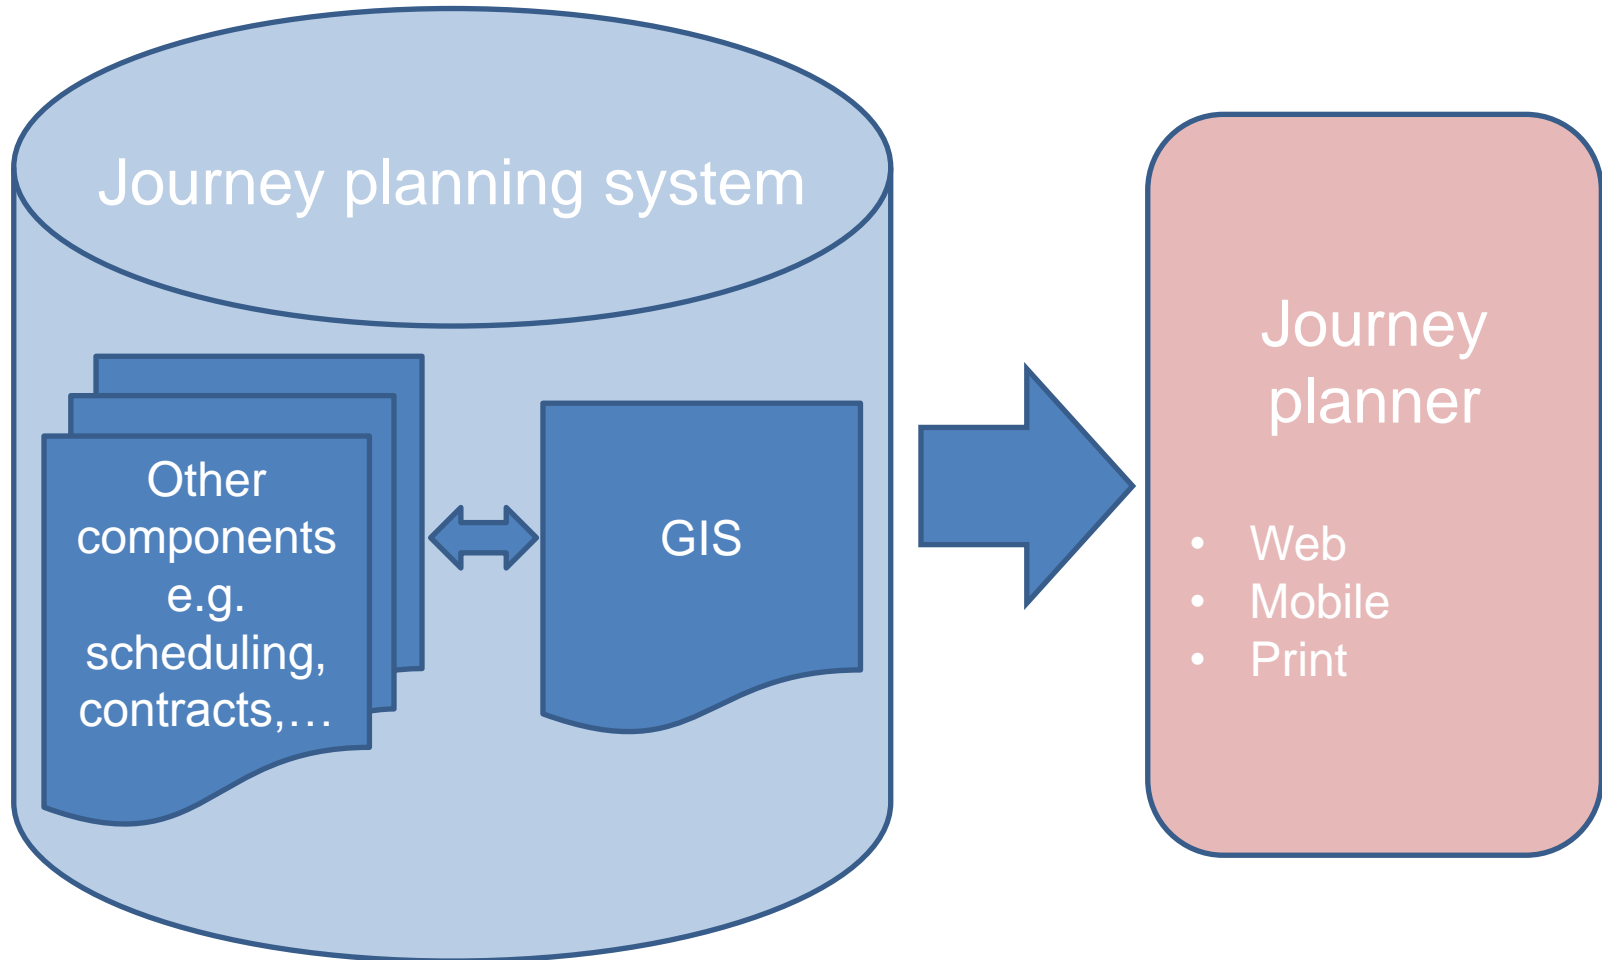 Journey planning system
Other
components
e.g.
scheduling,
contracts,…
GIS
Journey
planner
• Web
• Mobile
• Print